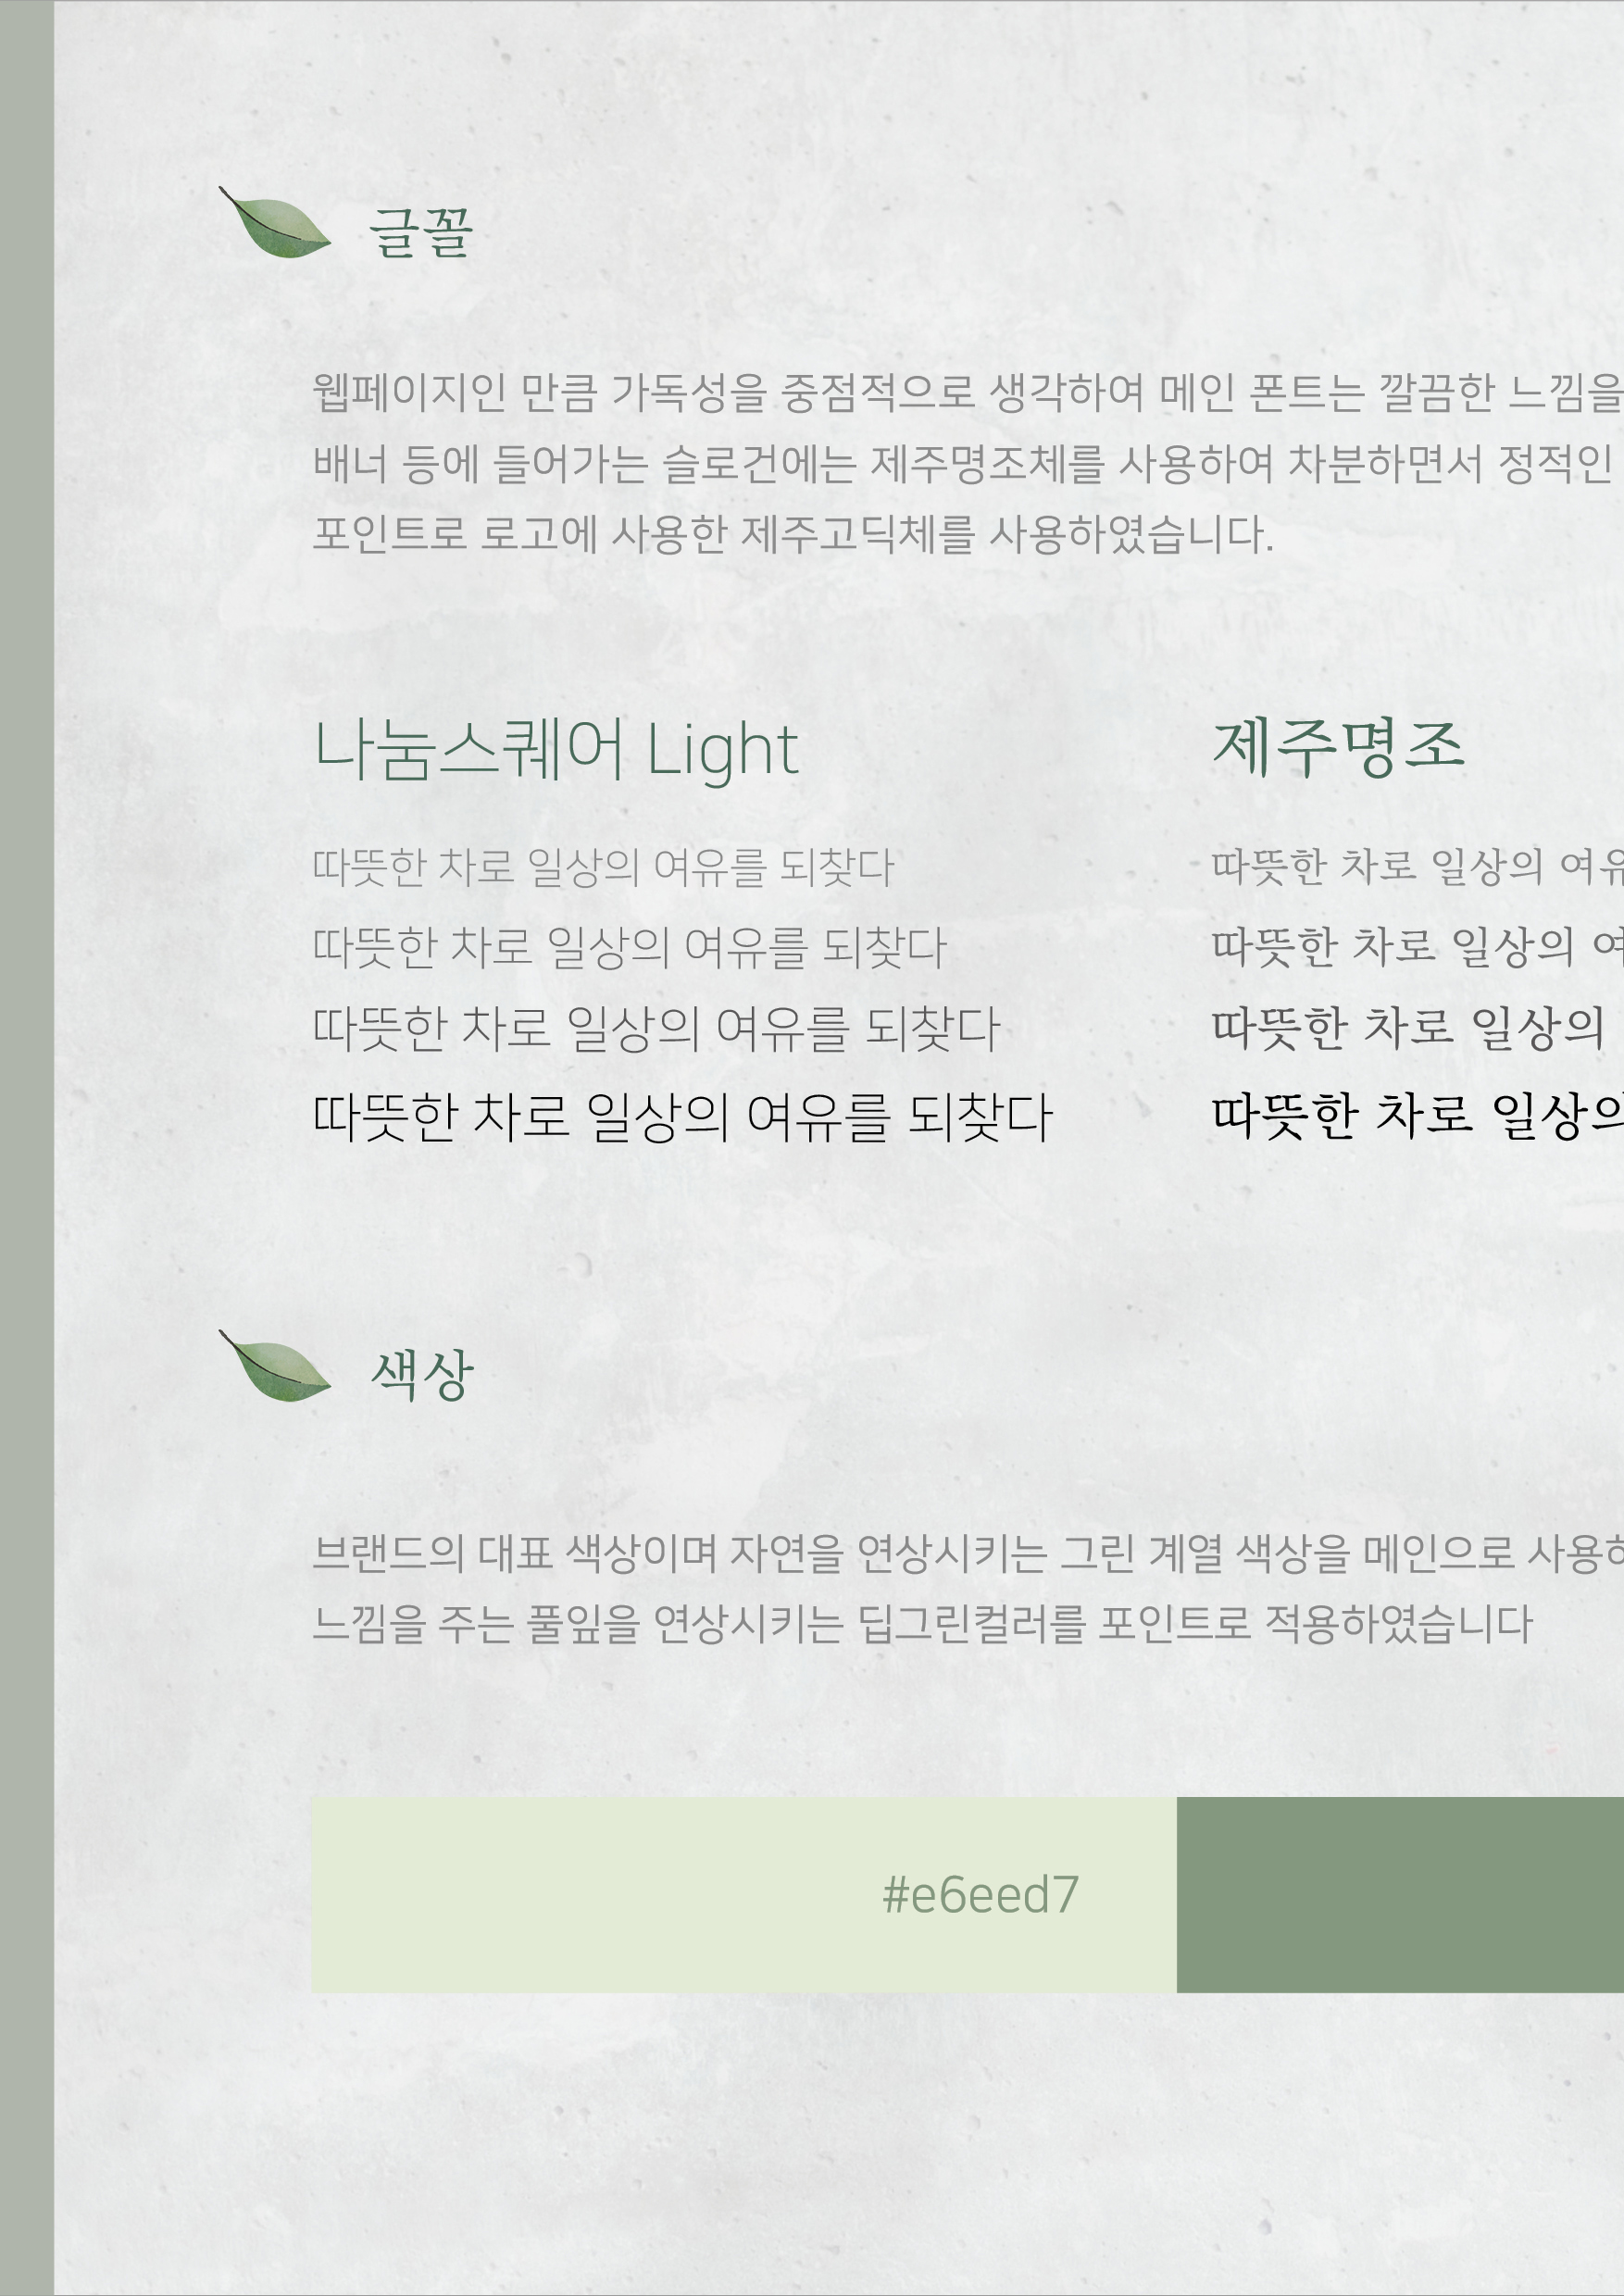 글꼴
웹페이지인 만큼 가독성을 중점적으로 생각하여 메인 폰트는 깔끔한 느낌을
배너 등에 들어가는 슬로건에는 제주명조체를 사용하여 차분하면서 정적인
포인트로 로고에 사용한 제주고딕체를 사용하였습니다.
나눔스퀘어 Light
따뜻한 차로 일상의 여유를 되찾다
따뜻한 차로 일상의 여유를 되찾다
따뜻한 차로 일상의 여유를 되찾다
따뜻한 차로 일상의 여유를 되찾다
제주명조
따뜻한 차로 일상의 여유
따뜻한 차로 일상의 여
따뜻한 차로 일상의
따뜻한 차로 일상의
색상
브랜드의 대표 색상이며 자연을 연상시키는 그린 계열 색상을 메인으로 사용하
느낌을 주는 풀잎을 연상시키는 딥그린컬러를 포인트로 적용하였습니다
#e6eed7